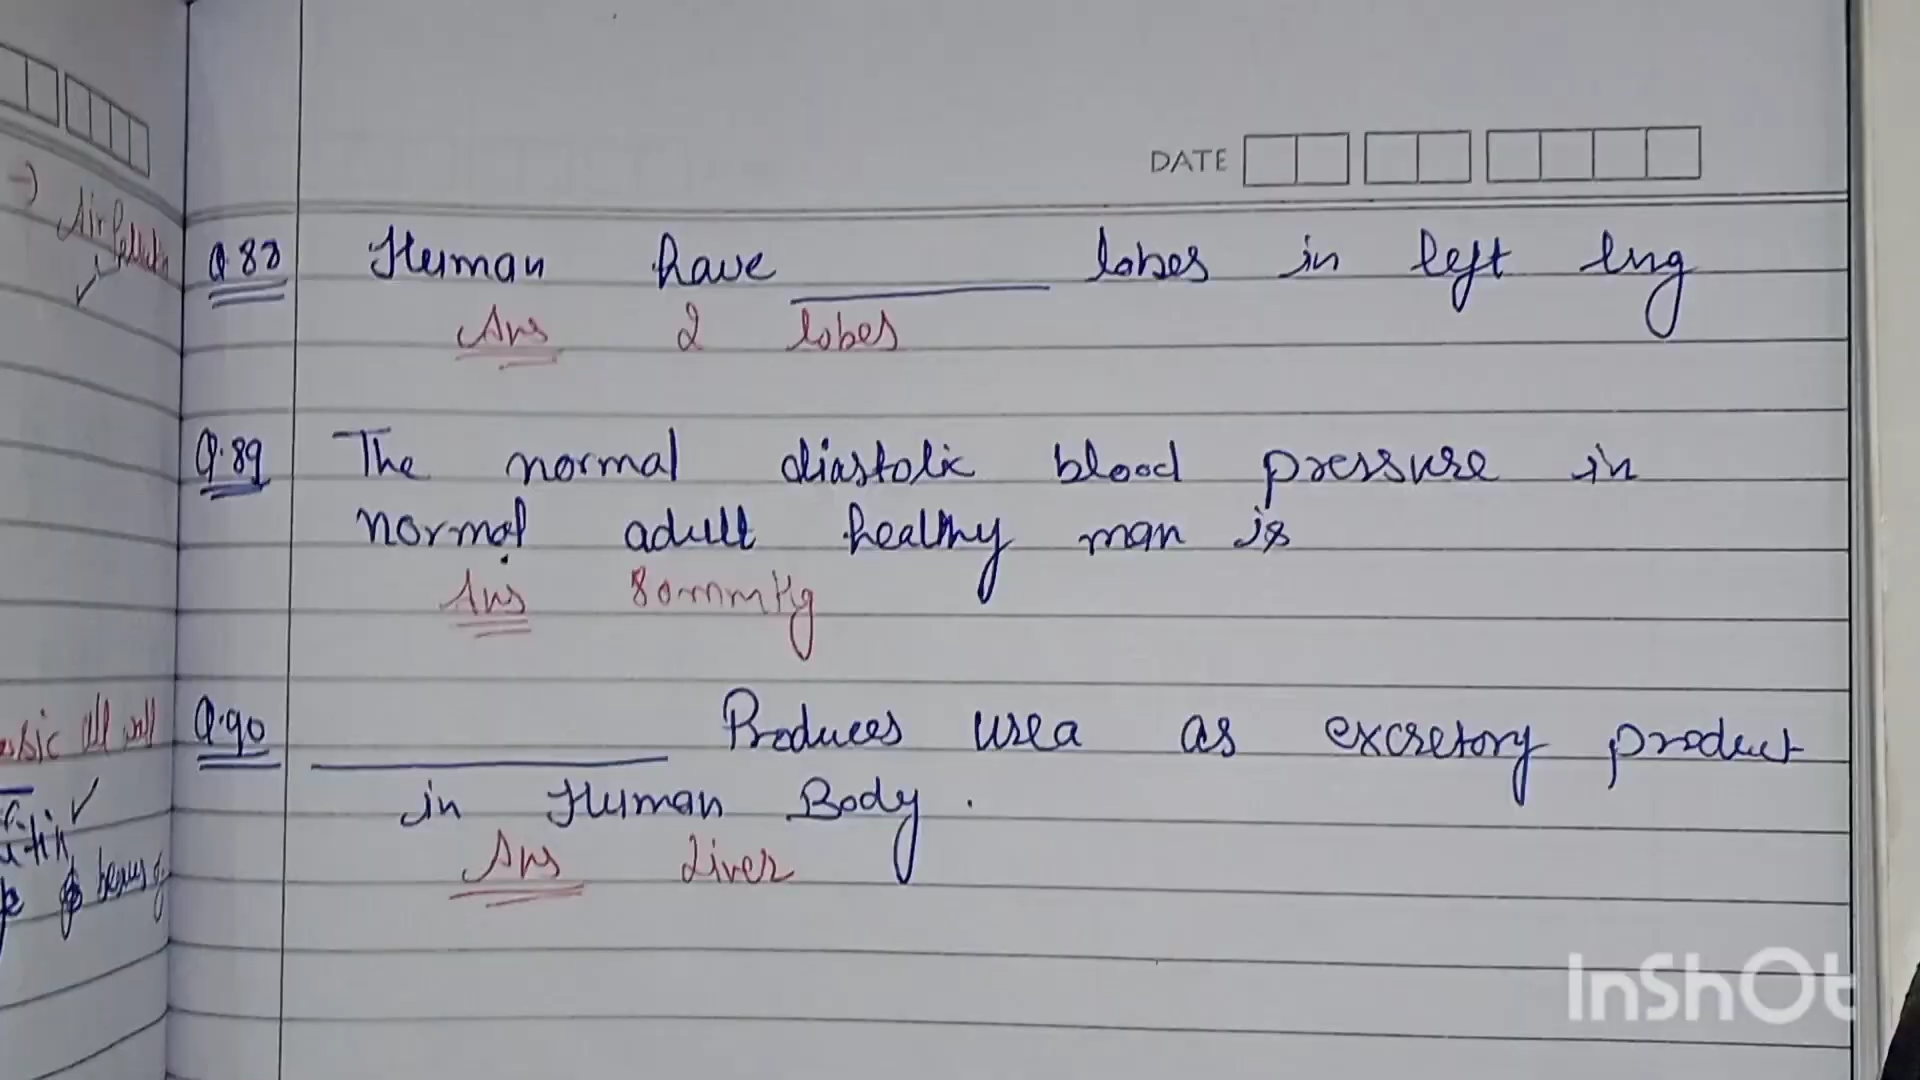 DATE
→ Air
Q.88 Human have ________ lobes in left lng
Ans 2 lobes
Q.89 The normal diastolic blood pressure in
normal adult healthy man is
Ans 80mmHg
Q.90 ________ Produces urea as excretory product
in Human Body .
Ans Liver
InShOt